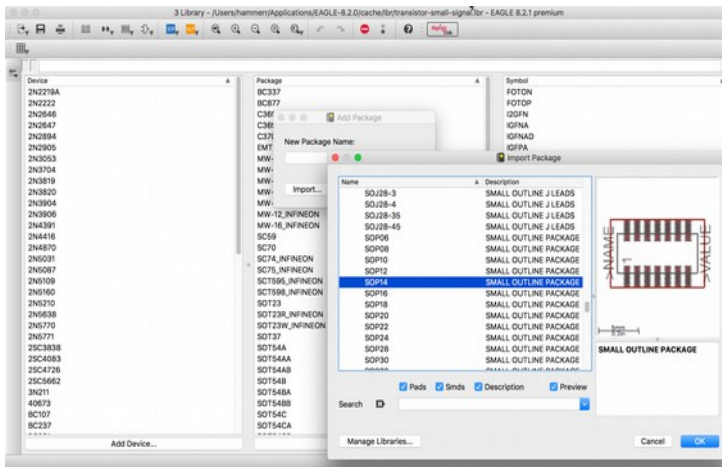 3 Library - /Users/hammerr/Applications/EAGLE-8.2.0/cache/lbr/transistor-small-signal.lbr - EAGLE 8.2.1 premium
Device
2N2219A
2N2222
2N2646
2N2647
2N2894
2N2905
2N3053
2N3704
2N3819
2N3820
2N3904
2N3906
2N4391
2N4416
2N4870
2N5031
2N5087
2N5109
2N5160
2N5210
2N5638
2N5770
2N5771
2SC3838
2SC4083
2SC4726
2SC5662
3N211
40673
BC107
BC237
Add Device...
Package
BC337
BC877
EMT
MW-12_INFINEON
MW-16_INFINEON
SC59
SC70
SC74_INFINEON
SC75_INFINEON
SCT595_INFINEON
SCT598_INFINEON
SOT23
SOT23R_INFINEON
SOT23W_INFINEON
SOT37
SOT54A
SOT54AA
SOT54AB
SOT54B
SOT54BA
SOT54BB
SOT54C
SOT54CA
Symbol
FOTON
FOTOP
I2GFN
IGFNA
IGFNAD
IGFPA
Add Package
New Package Name:
Import...
Import Package
Name Description
SOJ28-3 SMALL OUTLINE J LEADS
SOJ28-4 SMALL OUTLINE J LEADS
SOJ28-35 SMALL OUTLINE J LEADS
SOJ28-45 SMALL OUTLINE J LEADS
SOP06 SMALL OUTLINE PACKAGE
SOP08 SMALL OUTLINE PACKAGE
SOP10 SMALL OUTLINE PACKAGE
SOP12 SMALL OUTLINE PACKAGE
SOP14 SMALL OUTLINE PACKAGE
SOP16 SMALL OUTLINE PACKAGE
SOP18 SMALL OUTLINE PACKAGE
SOP20 SMALL OUTLINE PACKAGE
SOP22 SMALL OUTLINE PACKAGE
SOP24 SMALL OUTLINE PACKAGE
SOP28 SMALL OUTLINE PACKAGE
SOP30 SMALL OUTLINE PACKAGE
>NAME
1
>VALUE
5mm
0.2in
SMALL OUTLINE PACKAGE
Pads Smds Description Preview
Search
Manage Libraries...
Cancel
OK